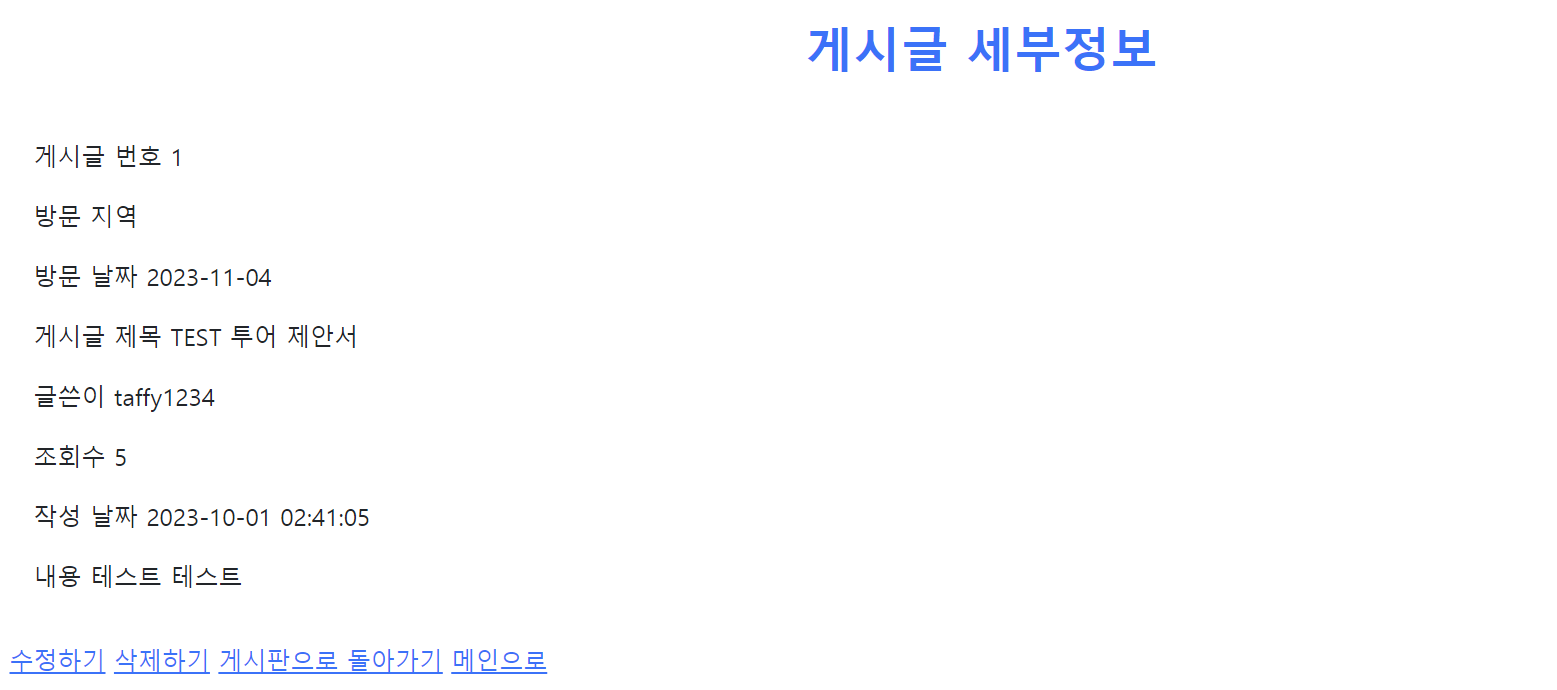 게시글 세부정보
게시글 번호 1
방문 지역
방문 날짜 2023-11-04
게시글 제목 TEST 투어 제안서
글쓴이 taffy1234
조회수 5
작성 날짜 2023-10-01 02:41:05
내용 테스트 테스트
수정하기 삭제하기 게시판으로 돌아가기 메인으로